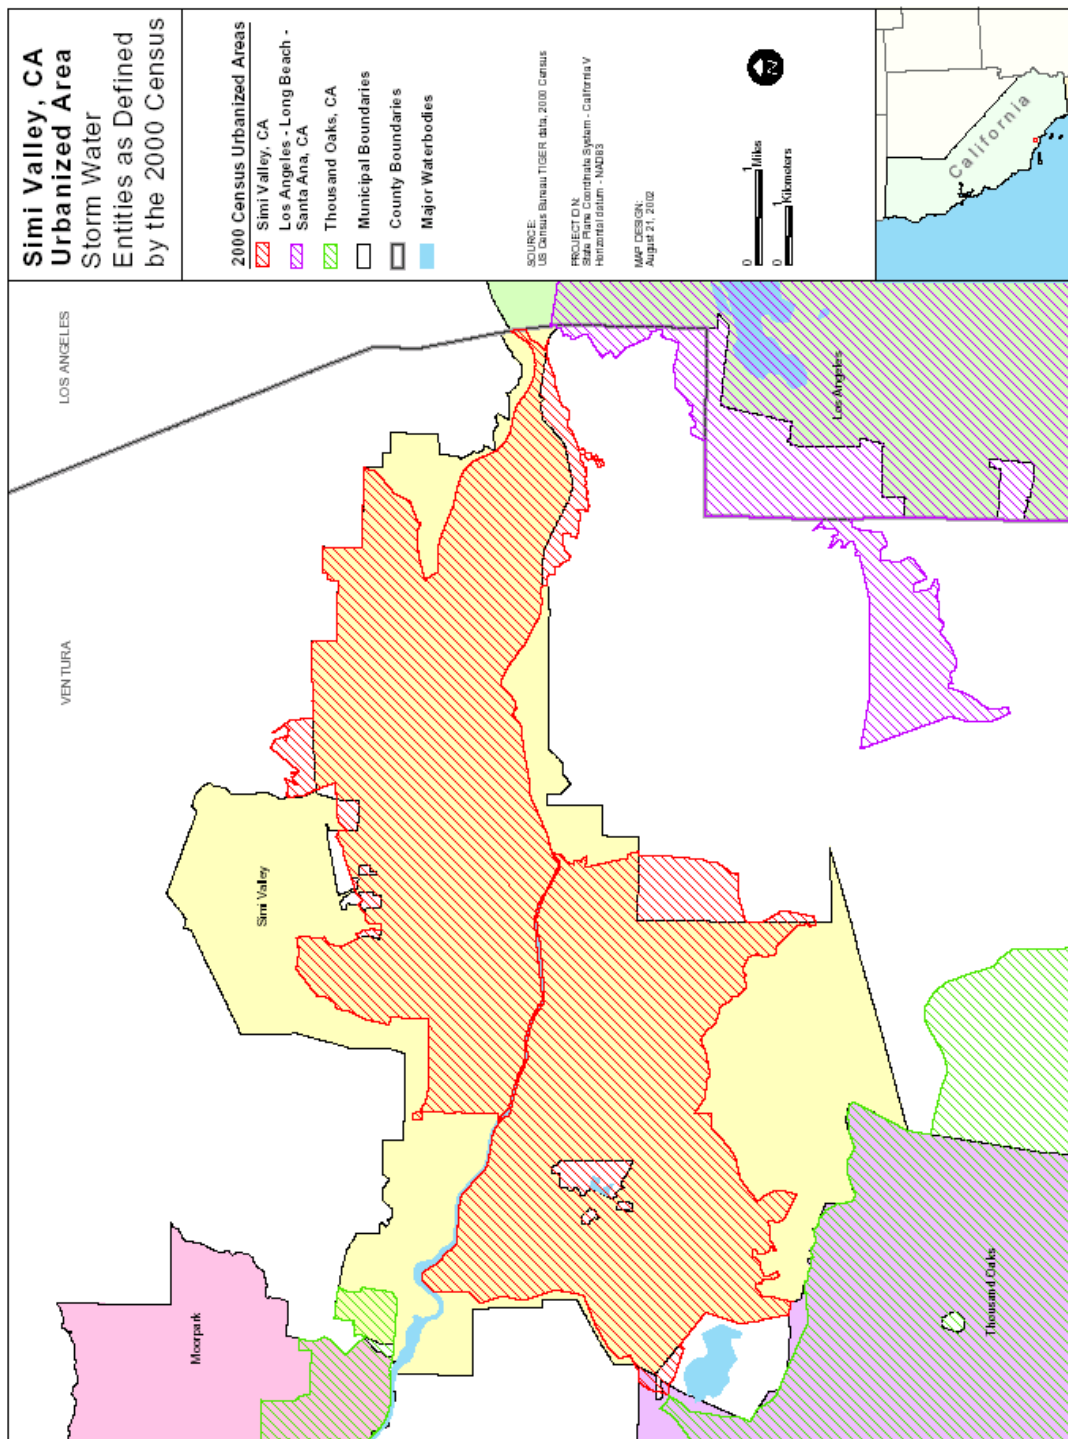 Simi Valley, CA
Urbanized Area
Storm Water
Entities as Defined
by the 2000 Census
2000 Census Urbanized Areas
Simi Valley, CA
Los Angeles - Long Beach -
Santa Ana, CA
Thousand Oaks, CA
Municipal Boundaries
County Boundaries
Major Waterbodies
SOURCE:
US Census Bureau TIGER data, 2000 Census
PROJECTION:
State Plane Coordinate System - California V
Horizontal datum - NAD83
MAP DESIGN:
August 21, 2002
0 1
Miles
0 1
Kilometers
N
California
LOS ANGELES
VENTURA
Simi Valley
Los Angeles
Moorpark
Thousand Oaks